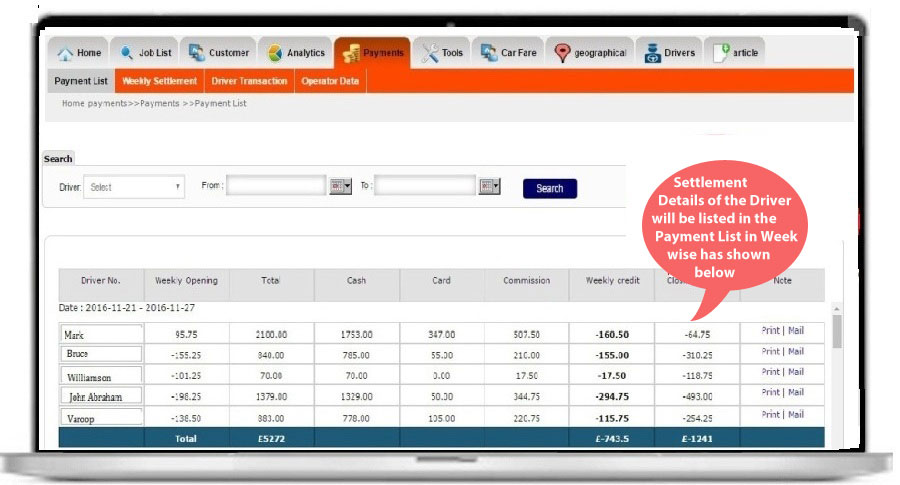 Home Job List Customer Analytics Payments Tools Car Fare geographical Drivers article
Payment List Weekly Settlement Driver Transaction Operator Data
Home payments>>Payments >>Payment List
Search
Driver: Select From: To: Search
Settlement
Details of the Driver
will be listed in the
Payment List in Week
wise has shown
below
Driver No. Weekly Opening Total Cash Card Commission Weekly credit Note
Date : 2016-11-21 - 2016-11-27
Mark 95.75 2100.00 1753.00 347.00 507.50 -160.50 -64.75 Print | Mail
Bruce -155.25 840.00 785.00 55.00 210.00 -155.00 -310.25 Print | Mail
Williamson -101.25 70.00 70.00 0.00 17.50 -17.50 -118.75 Print | Mail
John Abraham -198.25 1379.00 1329.00 50.00 344.75 -294.75 -493.00 Print | Mail
Varoop -138.50 883.00 778.00 105.00 220.75 -115.75 -254.25 Print | Mail
Total £5272 £-743.5 £-1241